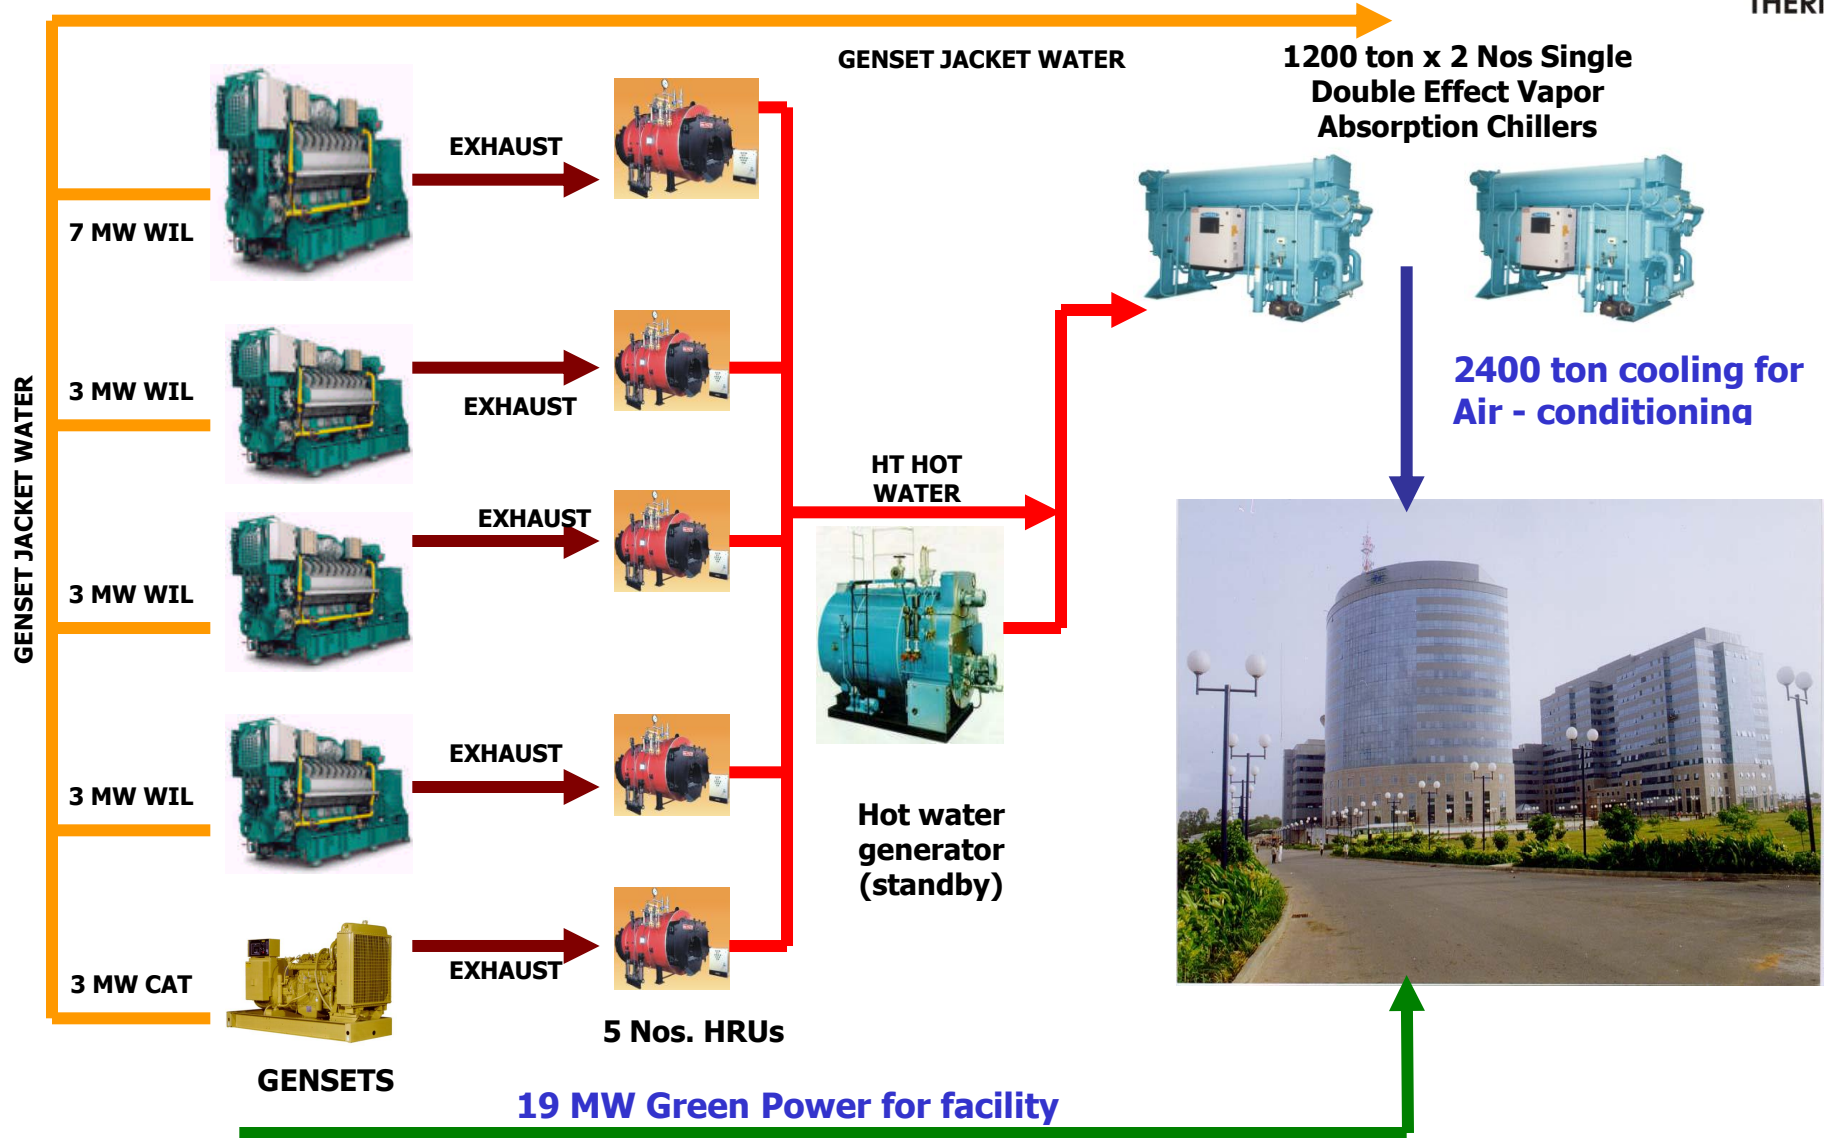 GENSET JACKET WATER
1200 ton x 2 Nos Single
Double Effect Vapor
Absorption Chillers
EXHAUST
7 MW WIL
3 MW WIL
EXHAUST
2400 ton cooling for
Air - conditioning
GENSET JACKET WATER
HT HOT
WATER
EXHAUST
3 MW WIL
EXHAUST
3 MW WIL
Hot water
generator
(standby)
EXHAUST
3 MW CAT
5 Nos. HRUs
GENSETS
19 MW Green Power for facility